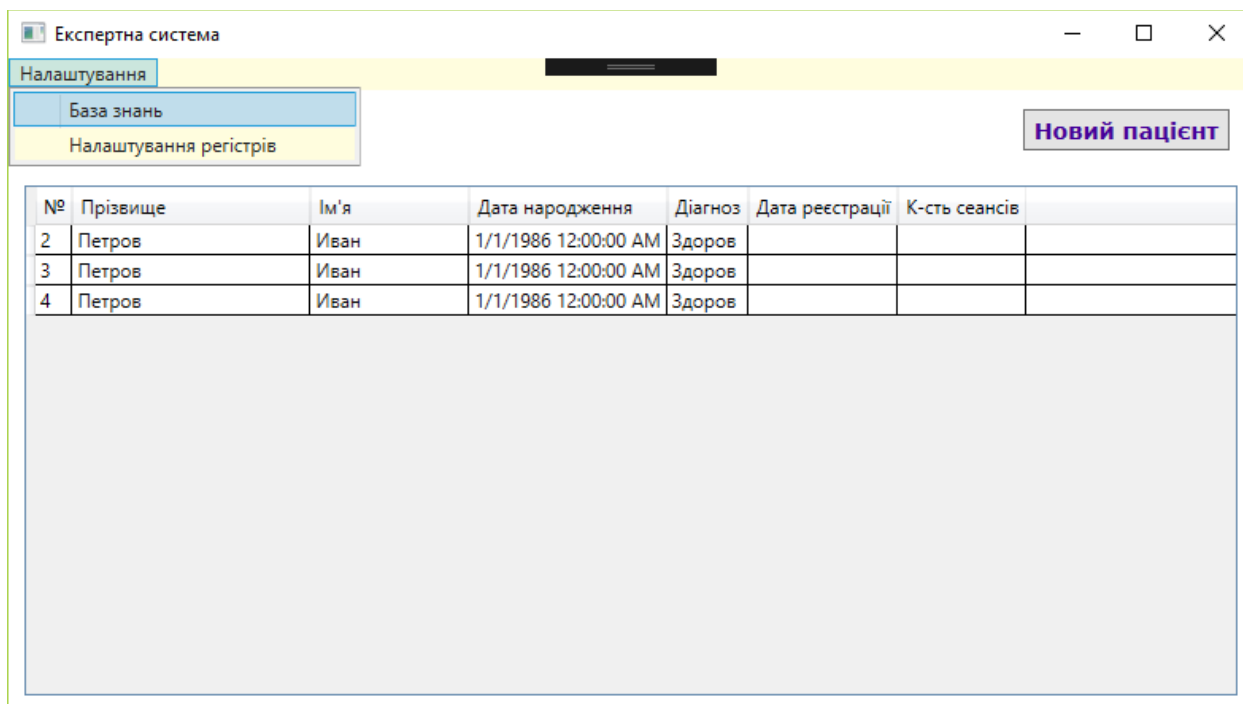 Експертна система
Налаштування
База знань
Налаштування регістрів
Новий пацієнт
№ Прізвище Ім'я Дата народження Діагноз Дата реєстрації К-сть сеансів
2 Петров Иван 1/1/1986 12:00:00 AM Здоров
3 Петров Иван 1/1/1986 12:00:00 AM Здоров
4 Петров Иван 1/1/1986 12:00:00 AM Здоров